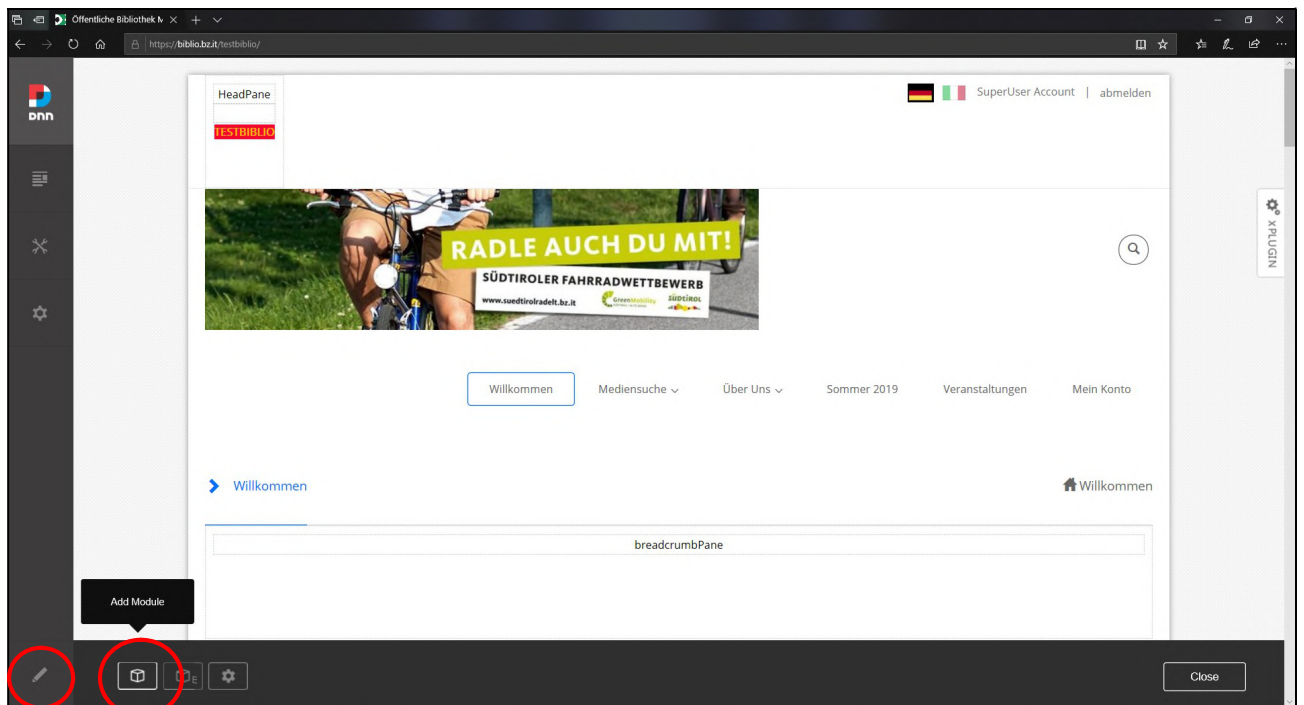 Öffentliche Bibliothek M
https://biblio.bz.it/testbiblio/
DNN
HeadPane
TESTBIBLIO
SuperUser Account | abmelden
RADLE AUCH DU MIT!
SÜDTIROLER FAHRRADWETTBEWERB
www.suedtirolradelt.bz.it
GreenMobility
SÜDTIROL
XPLUGIN
Willkommen
Mediensuche
Über Uns
Sommer 2019
Veranstaltungen
Mein Konto
Willkommen
Willkommen
breadcrumbPane
Add Module
E
Close